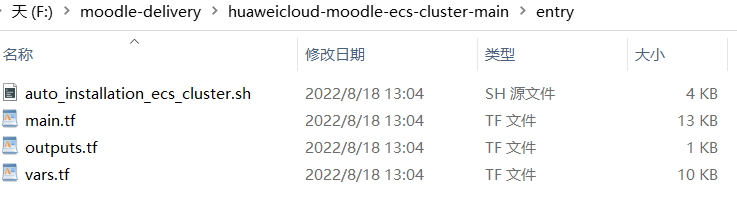 天 (F:) > moodle-delivery > huaweicloud-moodle-ecs-cluster-main > entry
名称 修改日期 类型 大小
auto_installation_ecs_cluster.sh 2022/8/18 13:04 SH 源文件 4 KB
main.tf 2022/8/18 13:04 TF 文件 13 KB
outputs.tf 2022/8/18 13:04 TF 文件 1 KB
vars.tf 2022/8/18 13:04 TF 文件 10 KB